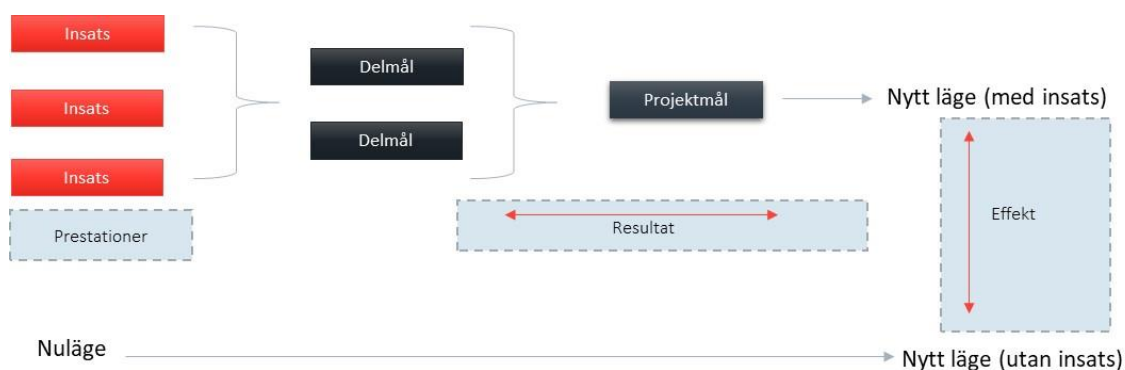 Insats
Insats
Insats
Delmål
Delmål
Projektmål
Nytt läge (med insats)
Prestationer
Resultat
Effekt
Nuläge
Nytt läge (utan insats)